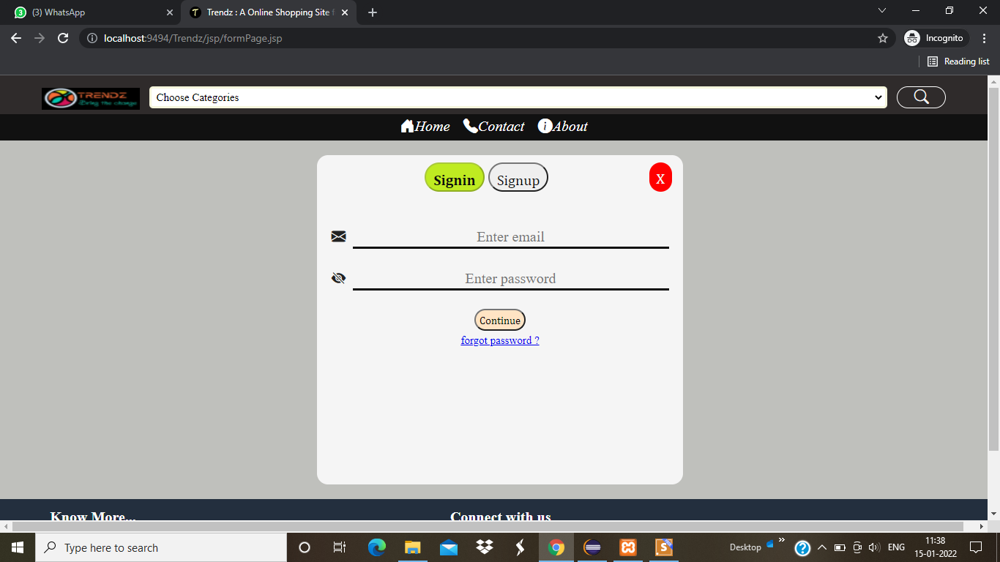 (3) WhatsApp
Trendz : A Online Shopping Site f
localhost:9494/Trendz/jsp/formPage.jsp
Incognito
Reading list
TRENDZ
Bring the change
Choose Categories
Home Contact About
Signin Signup X
Enter email
Enter password
Continue
forgot password ?
Know More... Connect with us
Type here to search
Desktop
ENG
11:38
15-01-2022